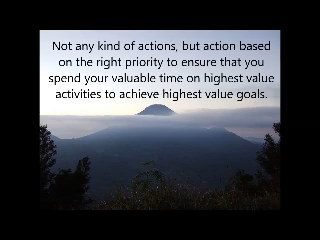 Not any kind of actions, but action based
on the right priority to ensure that you
spend your valuable time on highest value
activities to achieve highest value goals.